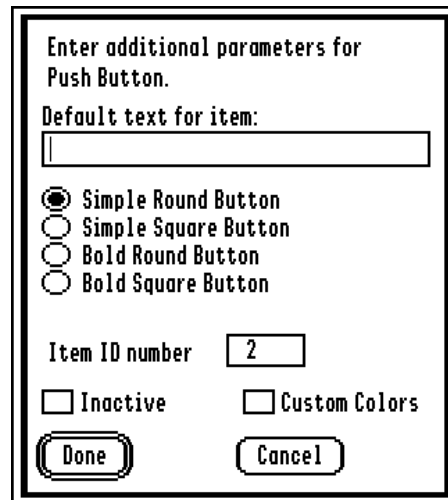 Enter additional parameters for
Push Button.
Default text for item:
Simple Round Button
Simple Square Button
Bold Round Button
Bold Square Button
Item ID number 2
Inactive Custom Colors
Done Cancel